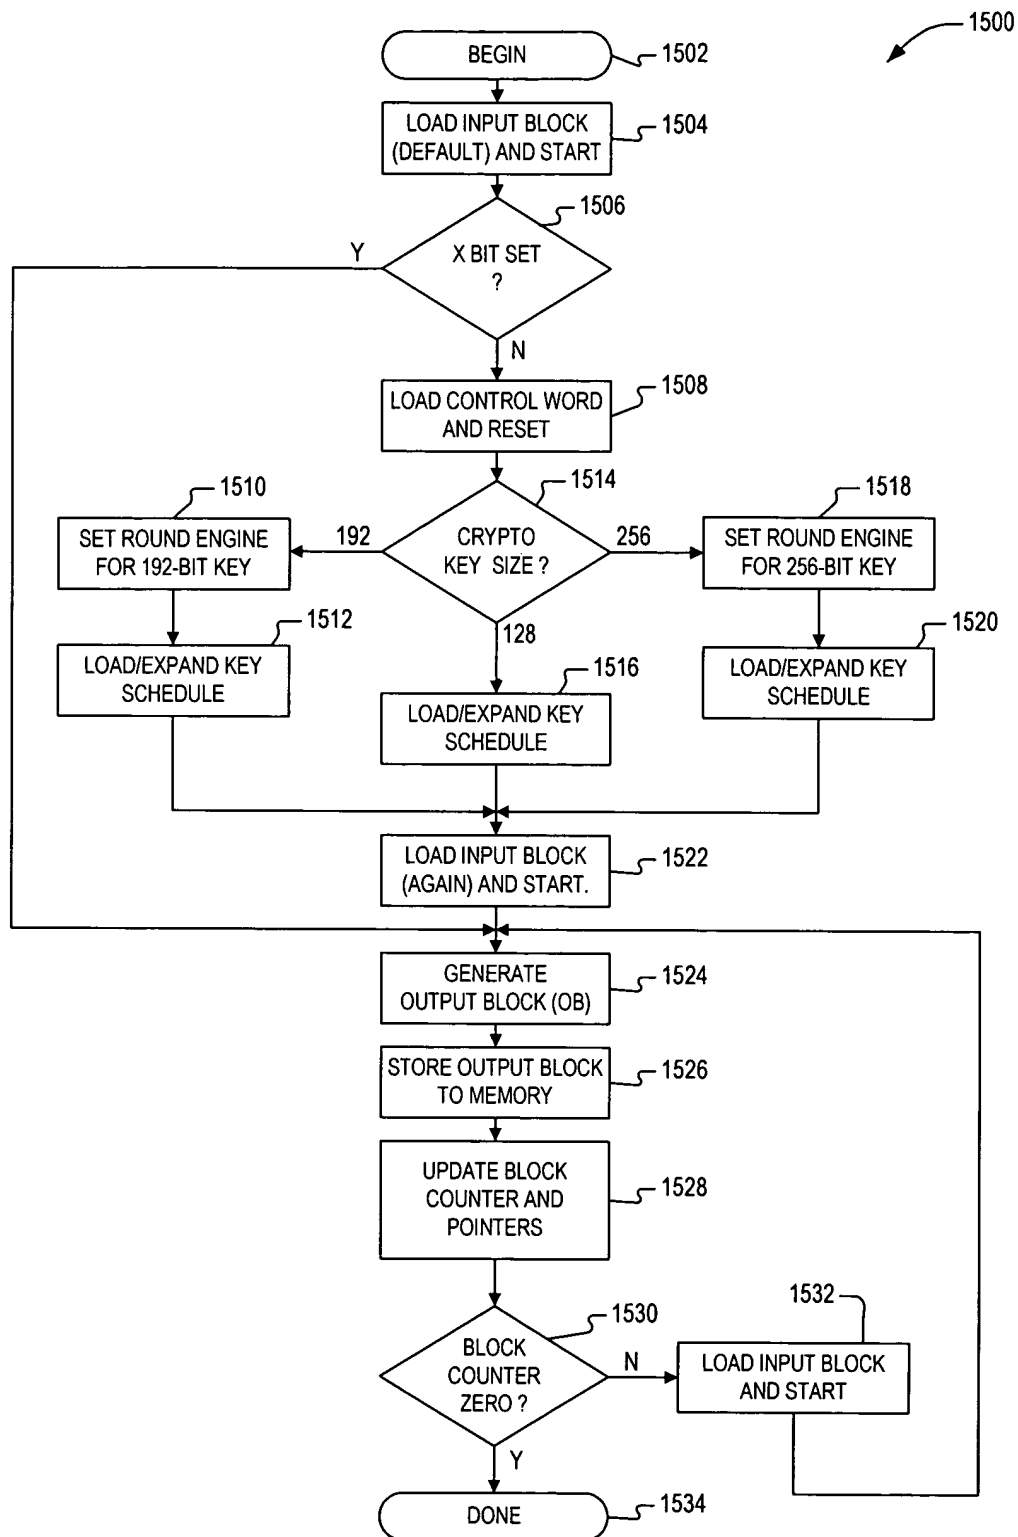 1500
BEGIN
1502
LOAD INPUT BLOCK
(DEFAULT) AND START
1504
1506
X BIT SET
?
Y
N
LOAD CONTROL WORD
AND RESET
1508
1514
CRYPTO
KEY SIZE ?
192
256
128
1510
SET ROUND ENGINE
FOR 192-BIT KEY
1512
LOAD/EXPAND KEY
SCHEDULE
1516
LOAD/EXPAND KEY
SCHEDULE
1518
SET ROUND ENGINE
FOR 256-BIT KEY
1520
LOAD/EXPAND KEY
SCHEDULE
LOAD INPUT BLOCK
(AGAIN) AND START.
1522
GENERATE
OUTPUT BLOCK (OB)
1524
STORE OUTPUT BLOCK
TO MEMORY
1526
UPDATE BLOCK
COUNTER AND
POINTERS
1528
1530
BLOCK
COUNTER
ZERO ?
N
1532
LOAD INPUT BLOCK
AND START
Y
DONE
1534